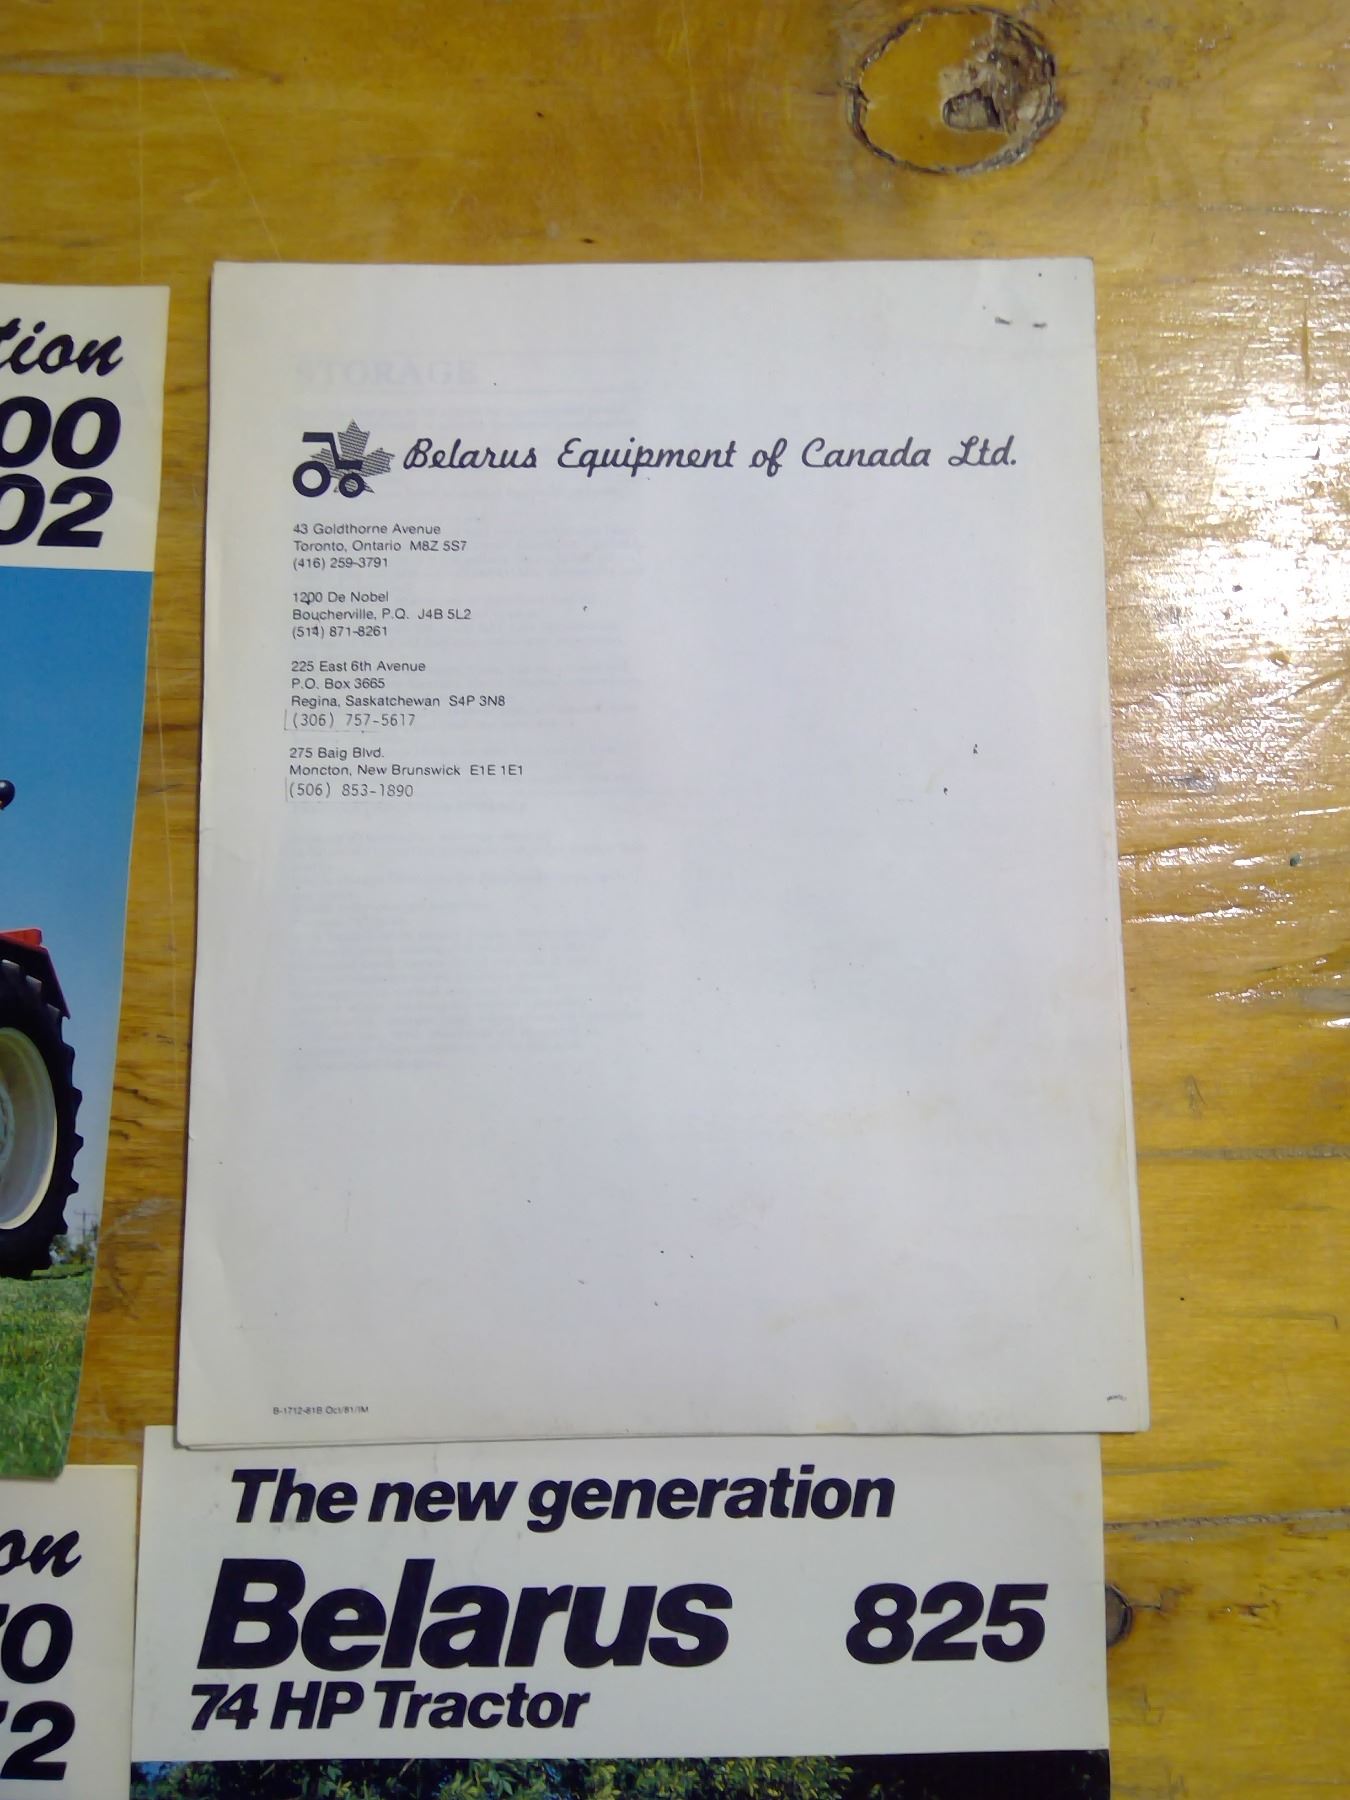 tion
00
02
STORAGE
Belarus Equipment of Canada Ltd.
43 Goldthorne Avenue
Toronto, Ontario M8Z 5S7
(416) 259-3791
1200 De Nobel
Boucherville, P.Q. J4B 5L2
(514) 871-8261
225 East 6th Avenue
P.O. Box 3665
Regina, Saskatchewan S4P 3N8
(306) 757-5617
275 Baig Blvd.
Moncton, New Brunswick E1E 1E1
(506) 853-1890
B-1712-81B Oct/81/IM
on
70
72
The new generation
Belarus 825
74 HP Tractor